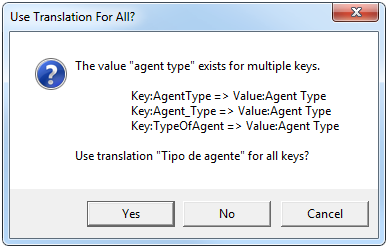 Use Translation For All?
The value "agent type" exists for multiple keys.
Key:AgentType => Value:Agent Type
Key:Agent_Type => Value:Agent Type
Key:TypeOfAgent => Value:Agent Type
Use translation "Tipo de agente" for all keys?
Yes
No
Cancel